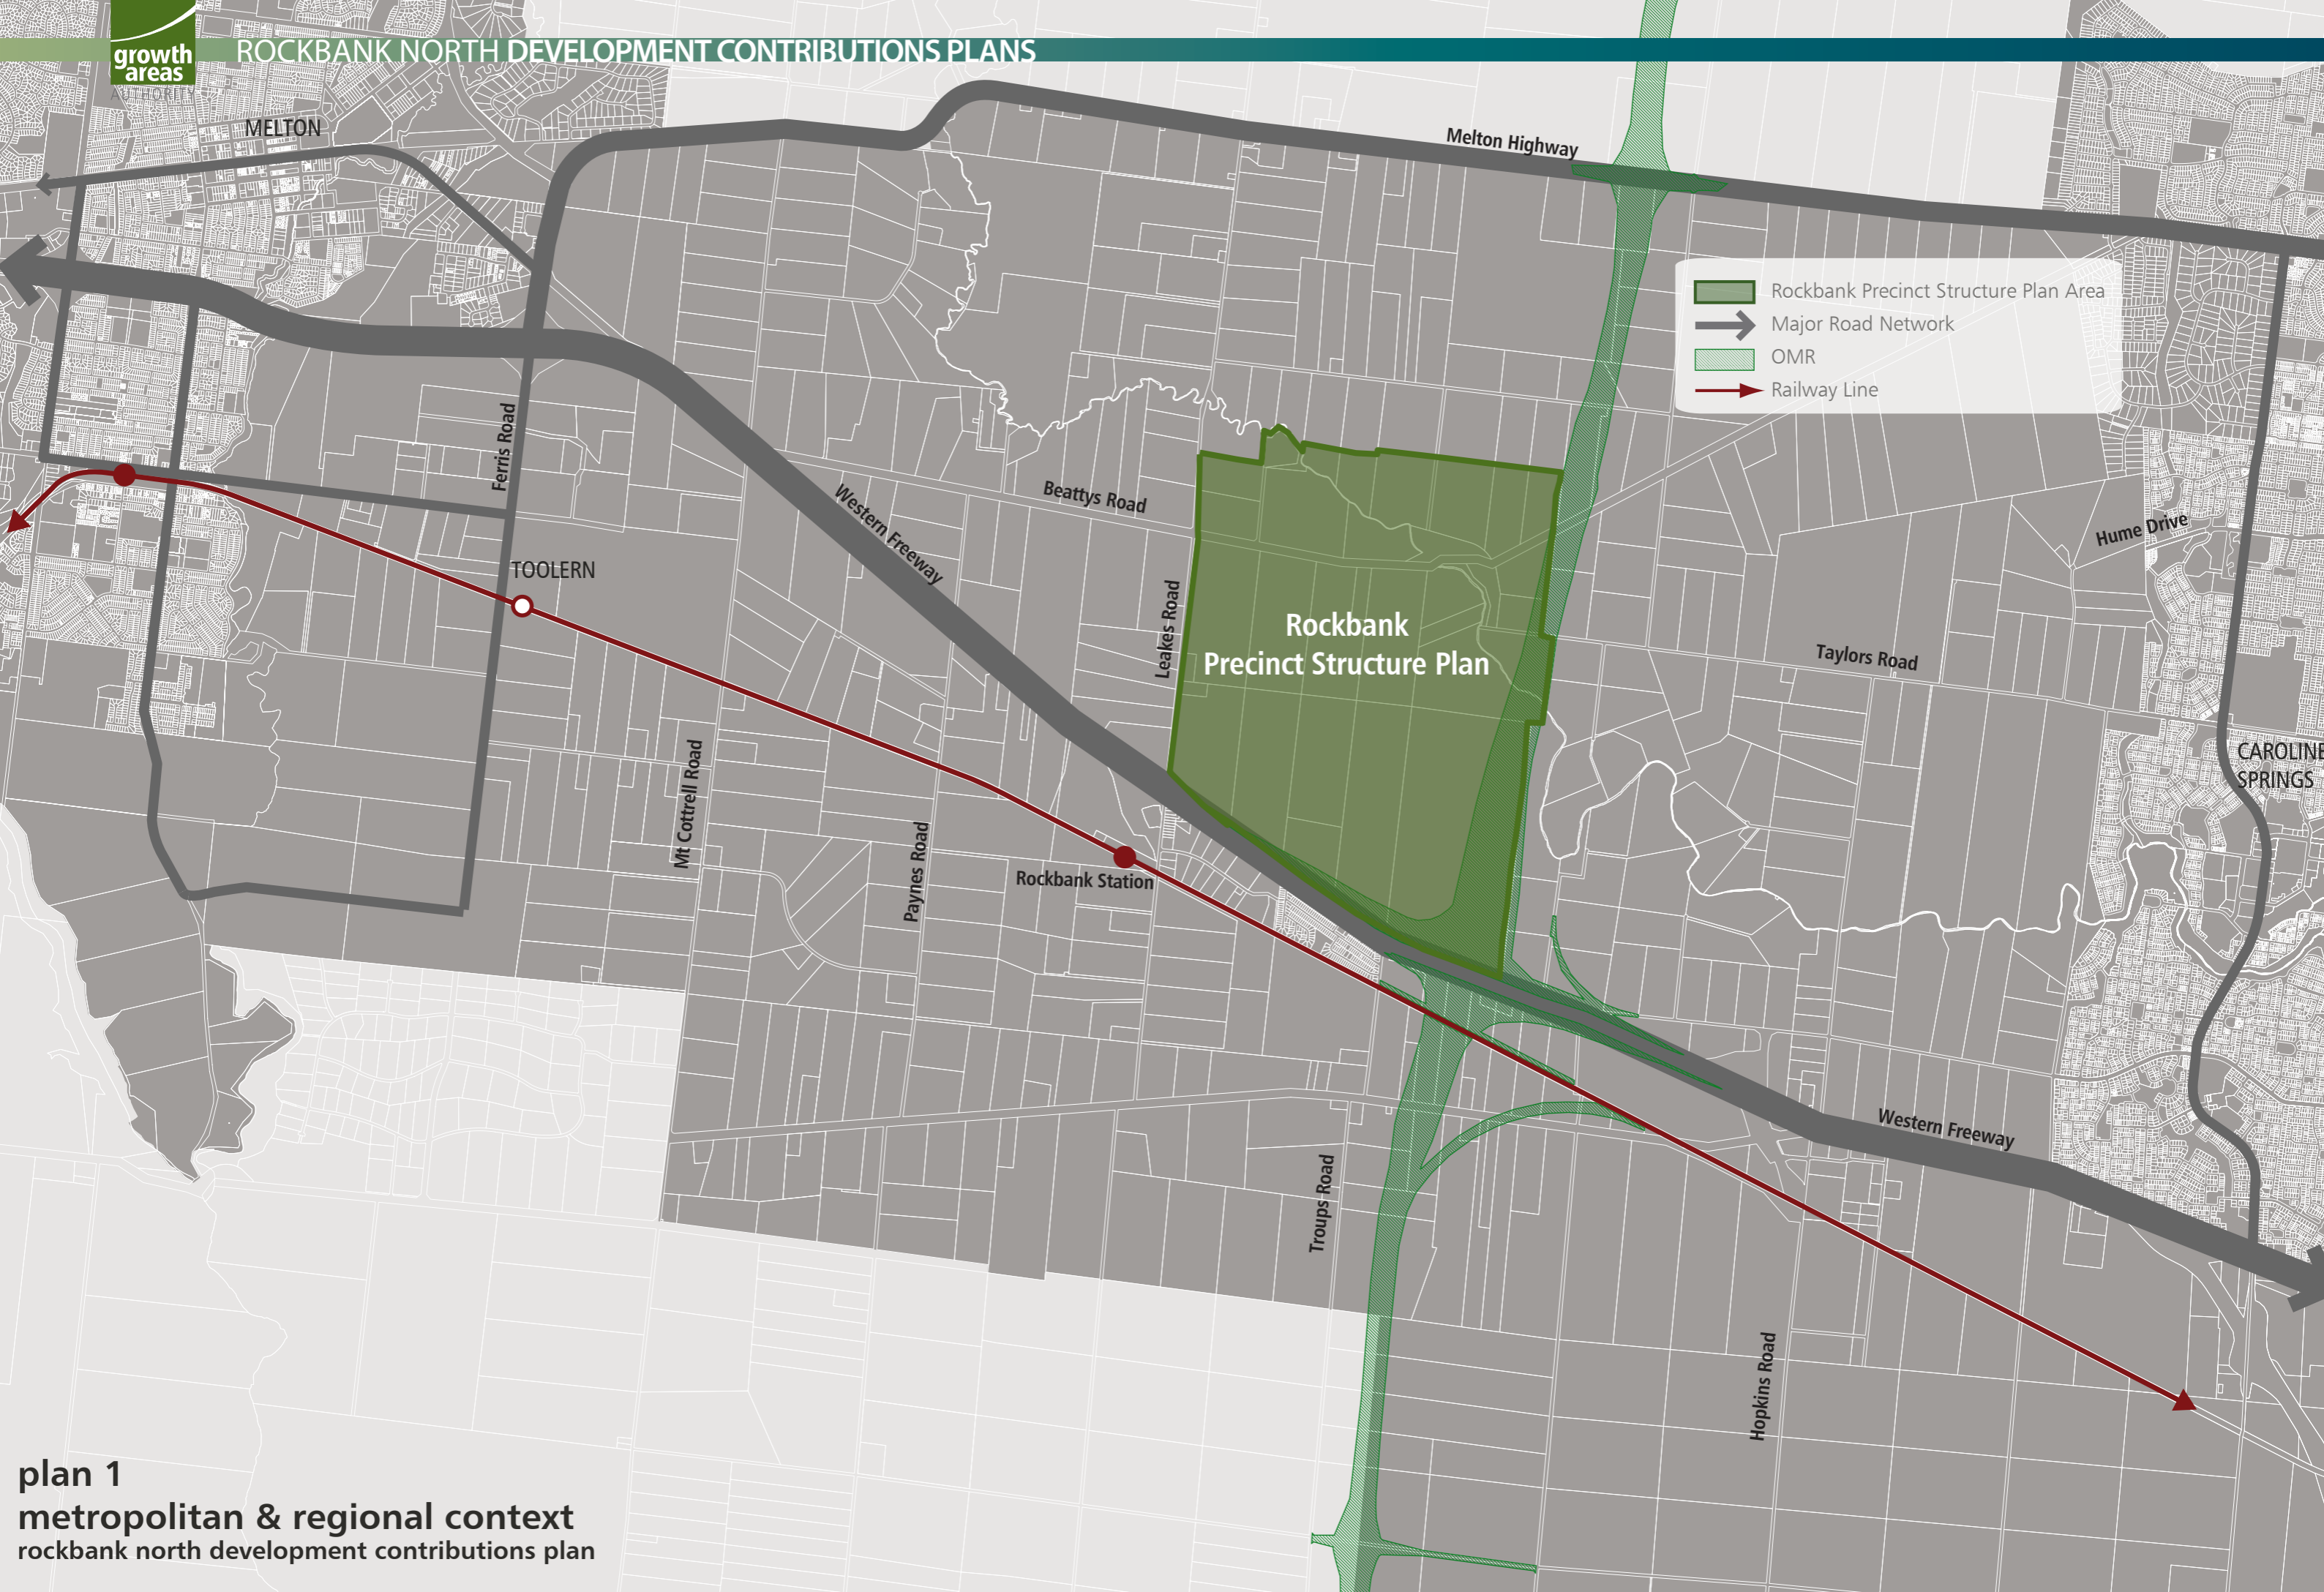 growth
areas
AUTHORITY
ROCKBANK NORTH DEVELOPMENT CONTRIBUTIONS PLANS
MELTON
Melton Highway
Rockbank Precinct Structure Plan Area
Major Road Network
OMR
Railway Line
Ferris Road
Western Freeway
Beattys Road
Hume Drive
TOOLERN
Leakes Road
Rockbank
Precinct Structure Plan
Taylors Road
CAROLINE
SPRINGS
Mt Cottrell Road
Paynes Road
Rockbank Station
Western Freeway
Troups Road
Hopkins Road
plan 1
metropolitan & regional context
rockbank north development contributions plan